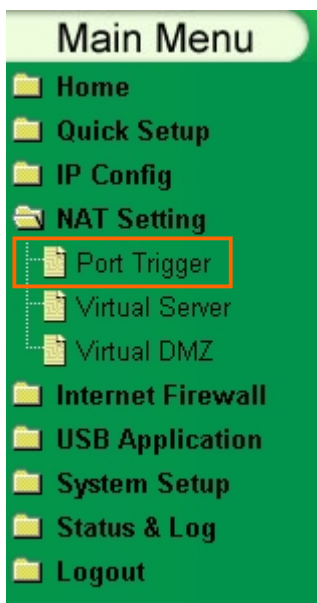 Main Menu
Home
Quick Setup
IP Config
NAT Setting
Port Trigger
Virtual Server
Virtual DMZ
Internet Firewall
USB Application
System Setup
Status & Log
Logout